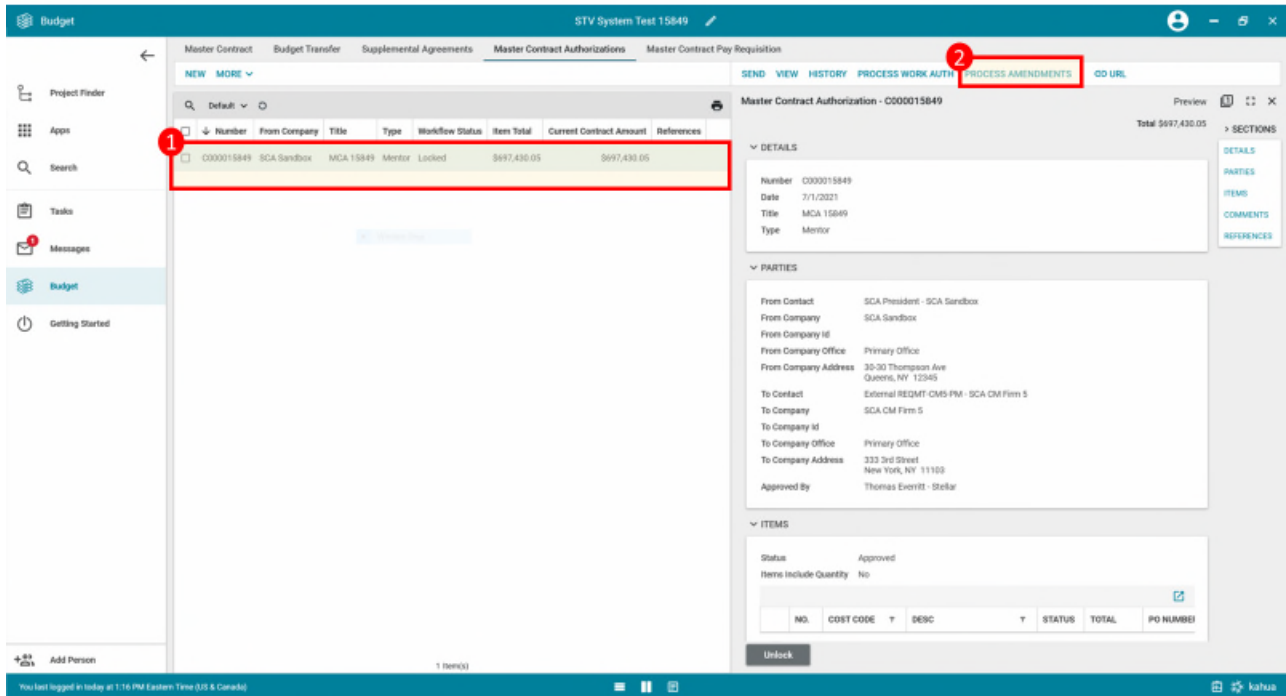 Budget
STV System Test 15849
Master Contract Budget Transfer Supplemental Agreements Master Contract Authorizations Master Contract Pay Requisition
2
NEW MORE
SEND VIEW HISTORY PROCESS WORK AUTH PROCESS AMENDMENTS CO URL
Project Finder
Apps
Search
Tasks
1
Messages
Budget
Getting Started
Default
1
Number From Company Title Type Workflow Status Item Total Current Contract Amount References
C000015849 SCA Sandbox MCA 15849 Mentor Locked $697,430.05 $697,430.05
Master Contract Authorization - C000015849
Preview
Total $697,430.05
> SECTIONS
DETAILS
PARTIES
ITEMS
COMMENTS
REFERENCES
DETAILS
Number C000015849
Date 7/1/2021
Title MCA 15849
Type Mentor
PARTIES
From Contact SCA President - SCA Sandbox
From Company SCA Sandbox
From Company Id
From Company Office Primary Office
From Company Address 30-30 Thompson Ave
Queens, NY 12345
To Contact External REQMT-CM5-PM - SCA CM Firm 5
To Company SCA CM Firm 5
To Company Id
To Company Office Primary Office
To Company Address 333 3rd Street
New York, NY 11103
Approved By Thomas Everritt - Stellar
ITEMS
Status Approved
Items Include Quantity No
NO. COST CODE DESC STATUS TOTAL PO NUMBER
Unlock
Add Person
1 Item(s)
You last logged in today at 1:16 PM Eastern Time (US & Canada)
kahua